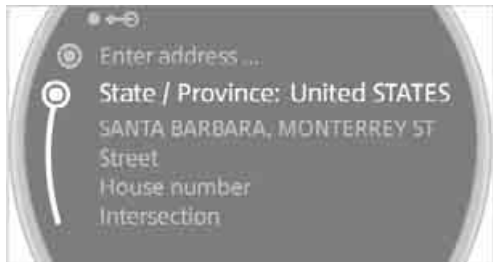 Enter address ...
State / Province: United STATES
SANTA BARBARA, MONTERREY ST
Street
House number
Intersection